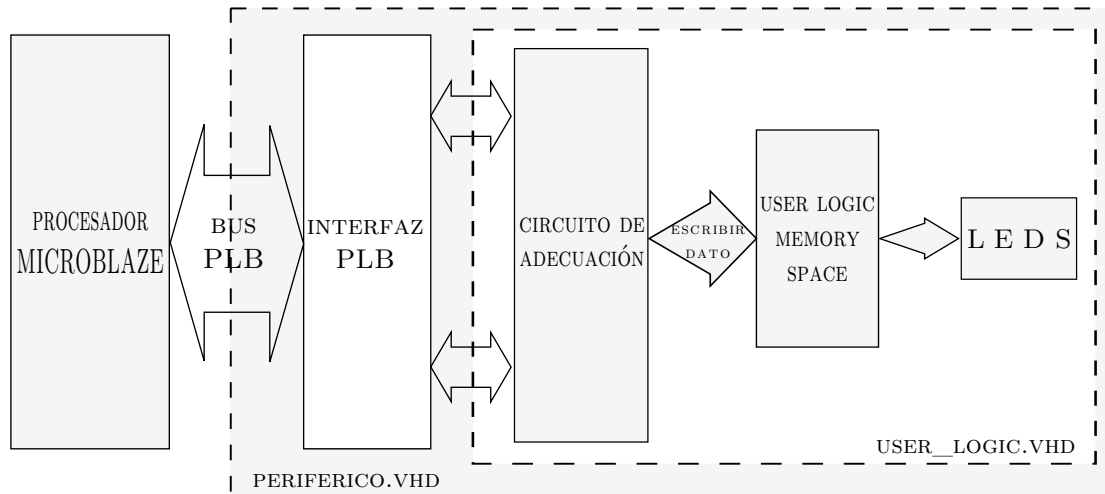 PROCESADOR
MICROBLAZE
BUS
PLB
INTERFAZ
PLB
CIRCUITO DE
ADECUACIÓN
ESCRIBIR
DATO
USER LOGIC
MEMORY
SPACE
L E D S
USER__LOGIC.VHD
PERIFERICO.VHD